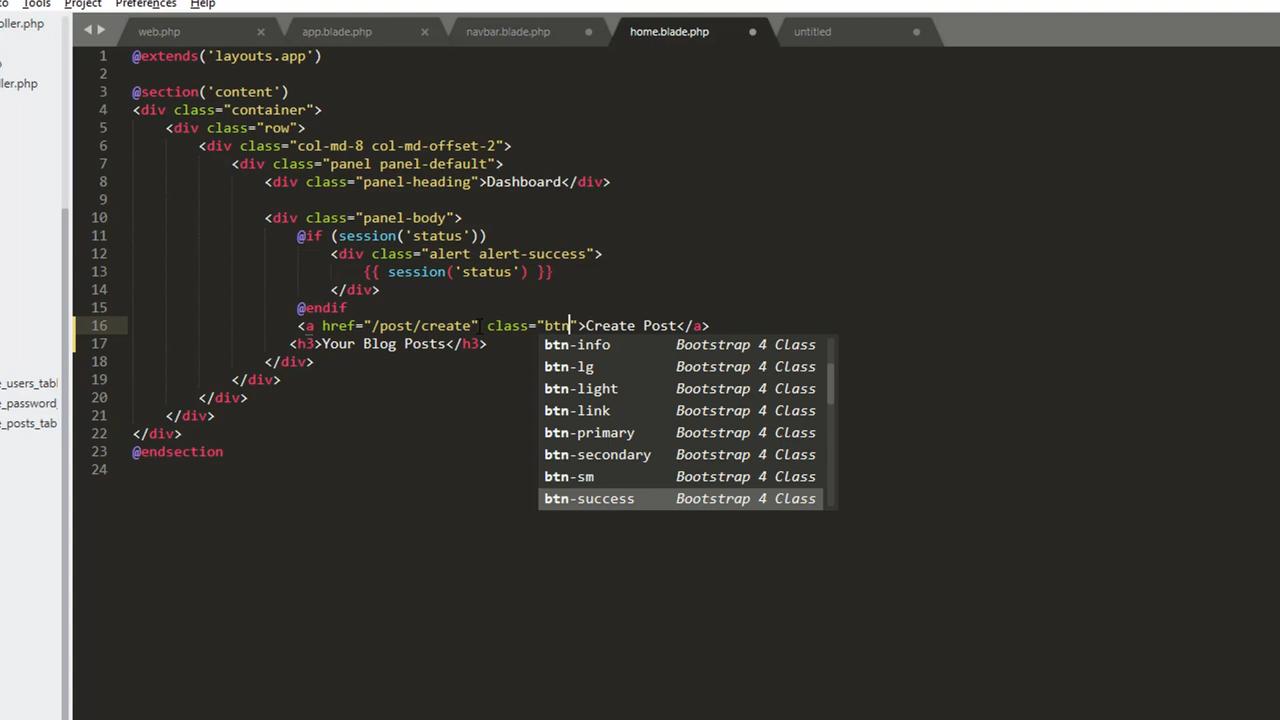 Tools Project Preferences Help
oller.php
ller.php
e_users_tabl
e_password_
e_posts_tab
web.php × app.blade.php × navbar.blade.php home.blade.php untitled
1 @extends('layouts.app')
2
3 @section('content')
4 <div class="container">
5 <div class="row">
6 <div class="col-md-8 col-md-offset-2">
7 <div class="panel panel-default">
8 <div class="panel-heading">Dashboard</div>
9
10 <div class="panel-body">
11 @if (session('status'))
12 <div class="alert alert-success">
13 {{ session('status') }}
14 </div>
15 @endif
16 <a href="/post/create" class="btn">Create Post</a>
17 <h3>Your Blog Posts</h3>
18 </div>
19 </div>
20 </div>
21 </div>
22 </div>
23 @endsection
24
btn-info Bootstrap 4 Class
btn-lg Bootstrap 4 Class
btn-light Bootstrap 4 Class
btn-link Bootstrap 4 Class
btn-primary Bootstrap 4 Class
btn-secondary Bootstrap 4 Class
btn-sm Bootstrap 4 Class
btn-success Bootstrap 4 Class